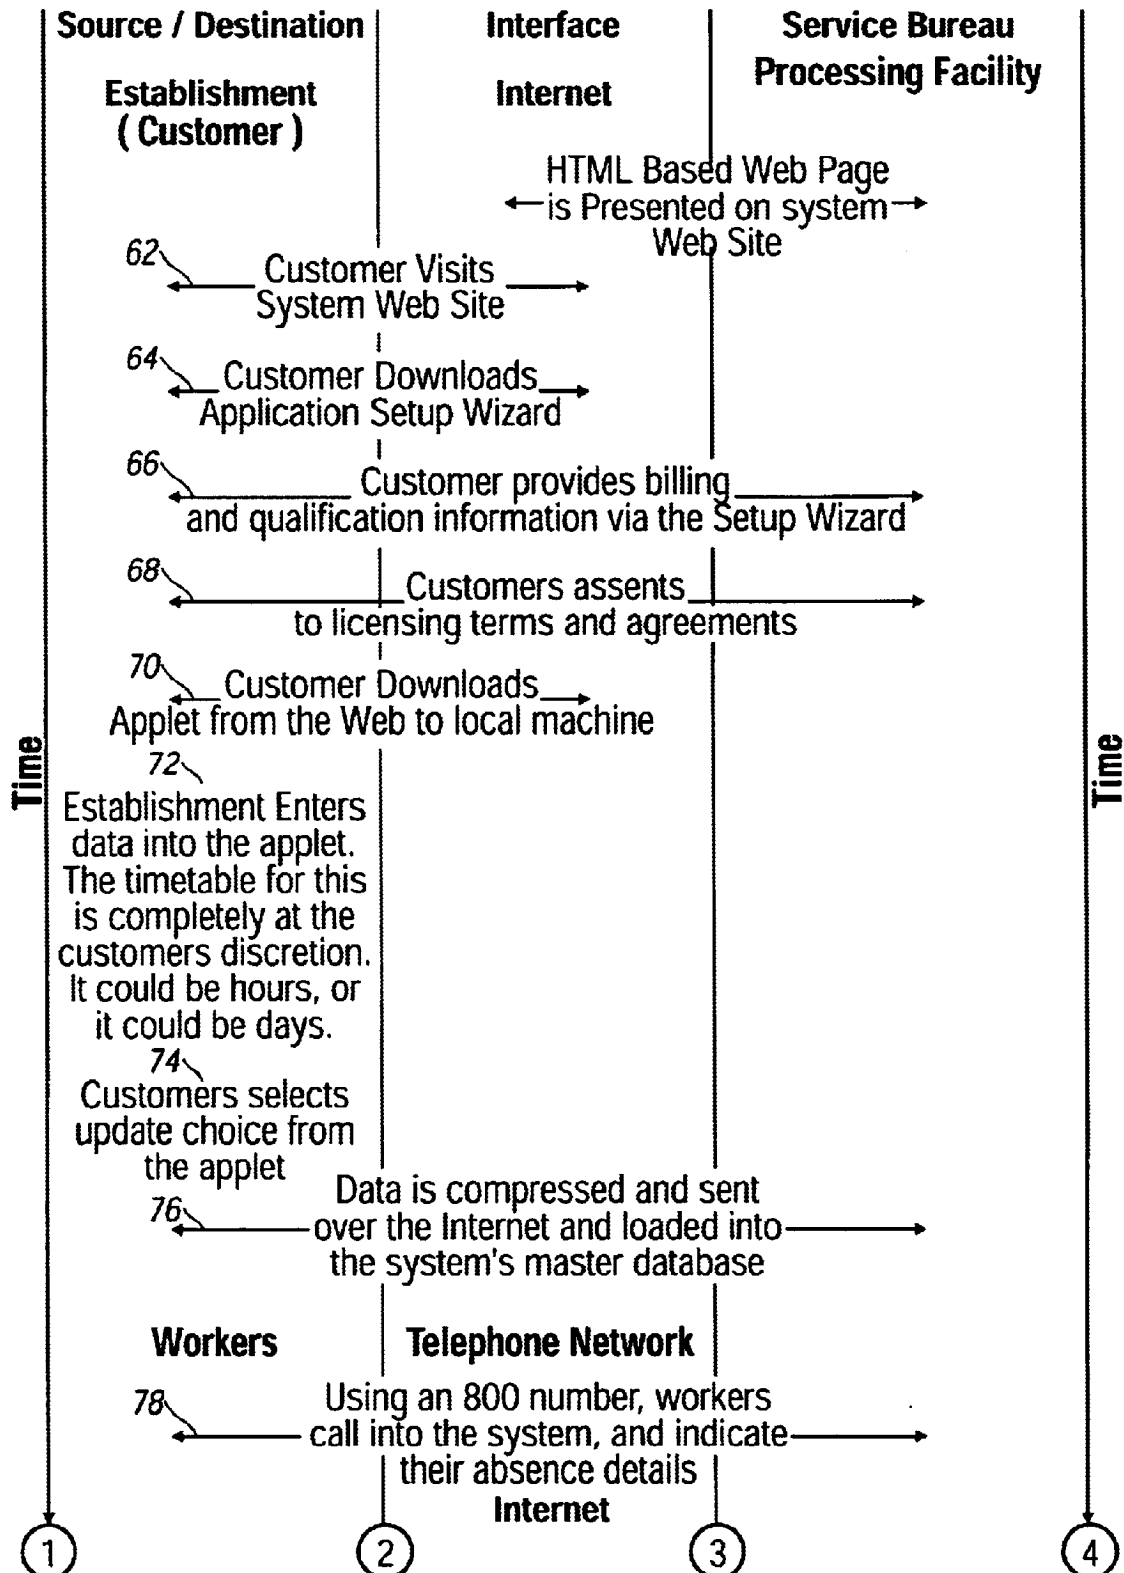 Source / Destination
Interface
Service Bureau
Processing Facility
Establishment
( Customer )
Internet
HTML Based Web Page
is Presented on system
Web Site
62
Customer Visits
System Web Site
64
Customer Downloads
Application Setup Wizard
66
Customer provides billing
and qualification information via the Setup Wizard
68
Customers assents
to licensing terms and agreements
70
Customer Downloads
Applet from the Web to local machine
Time
Time
72
Establishment Enters
data into the applet.
The timetable for this
is completely at the
customers discretion.
It could be hours, or
it could be days.
74
Customers selects
update choice from
the applet
76
Data is compressed and sent
over the Internet and loaded into
the system's master database
Workers
Telephone Network
78
Using an 800 number, workers
call into the system, and indicate
their absence details
Internet
1
2
3
4